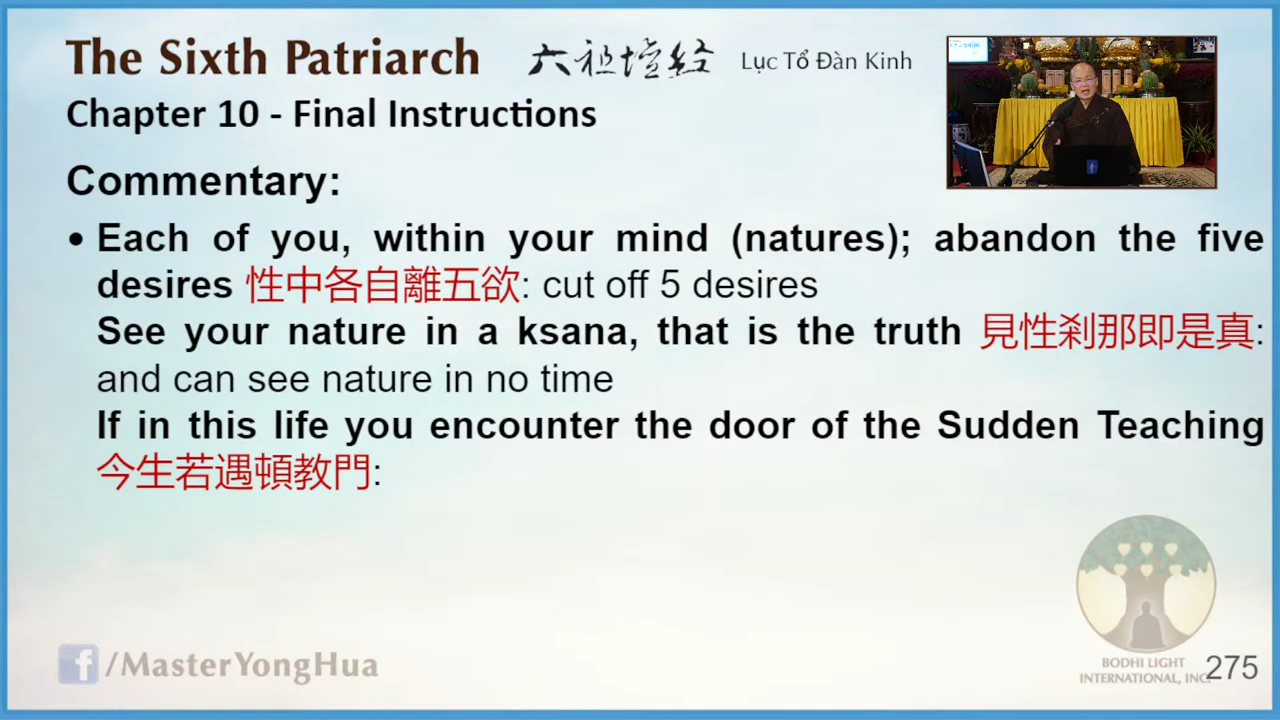 The Sixth Patriarch 六祖壇經 Lục Tổ Đàn Kinh
Chapter 10 - Final Instructions
Commentary:
• Each of you, within your mind (natures); abandon the five
desires 性中各自離五欲: cut off 5 desires
See your nature in a ksana, that is the truth 見性剎那即是真:
and can see nature in no time
If in this life you encounter the door of the Sudden Teaching
今生若遇頓教門:
f/MasterYongHua
BODHI LIGHT
INTERNATIONAL, INC.
275